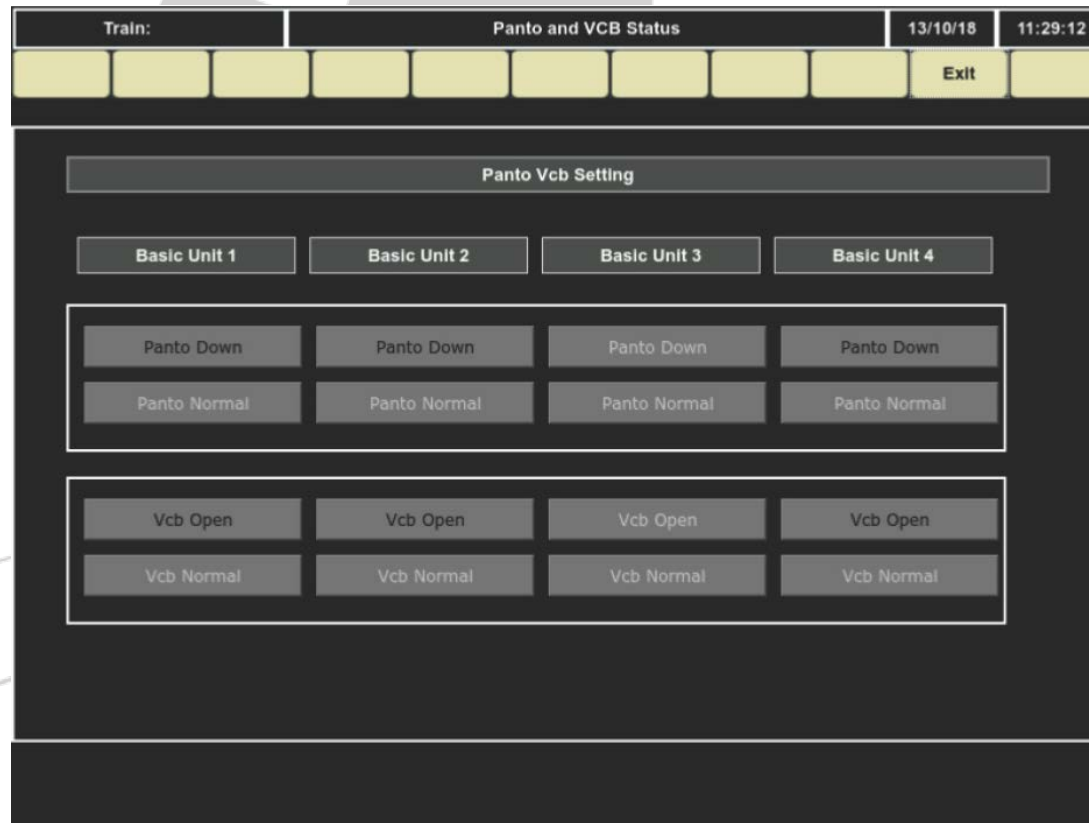 Train: Panto and VCB Status 13/10/18 11:29:12
Exit
Panto Vcb Setting
Basic Unit 1 Basic Unit 2 Basic Unit 3 Basic Unit 4
Panto Down Panto Down Panto Down Panto Down
Panto Normal Panto Normal Panto Normal Panto Normal
Vcb Open Vcb Open Vcb Open Vcb Open
Vcb Normal Vcb Normal Vcb Normal Vcb Normal